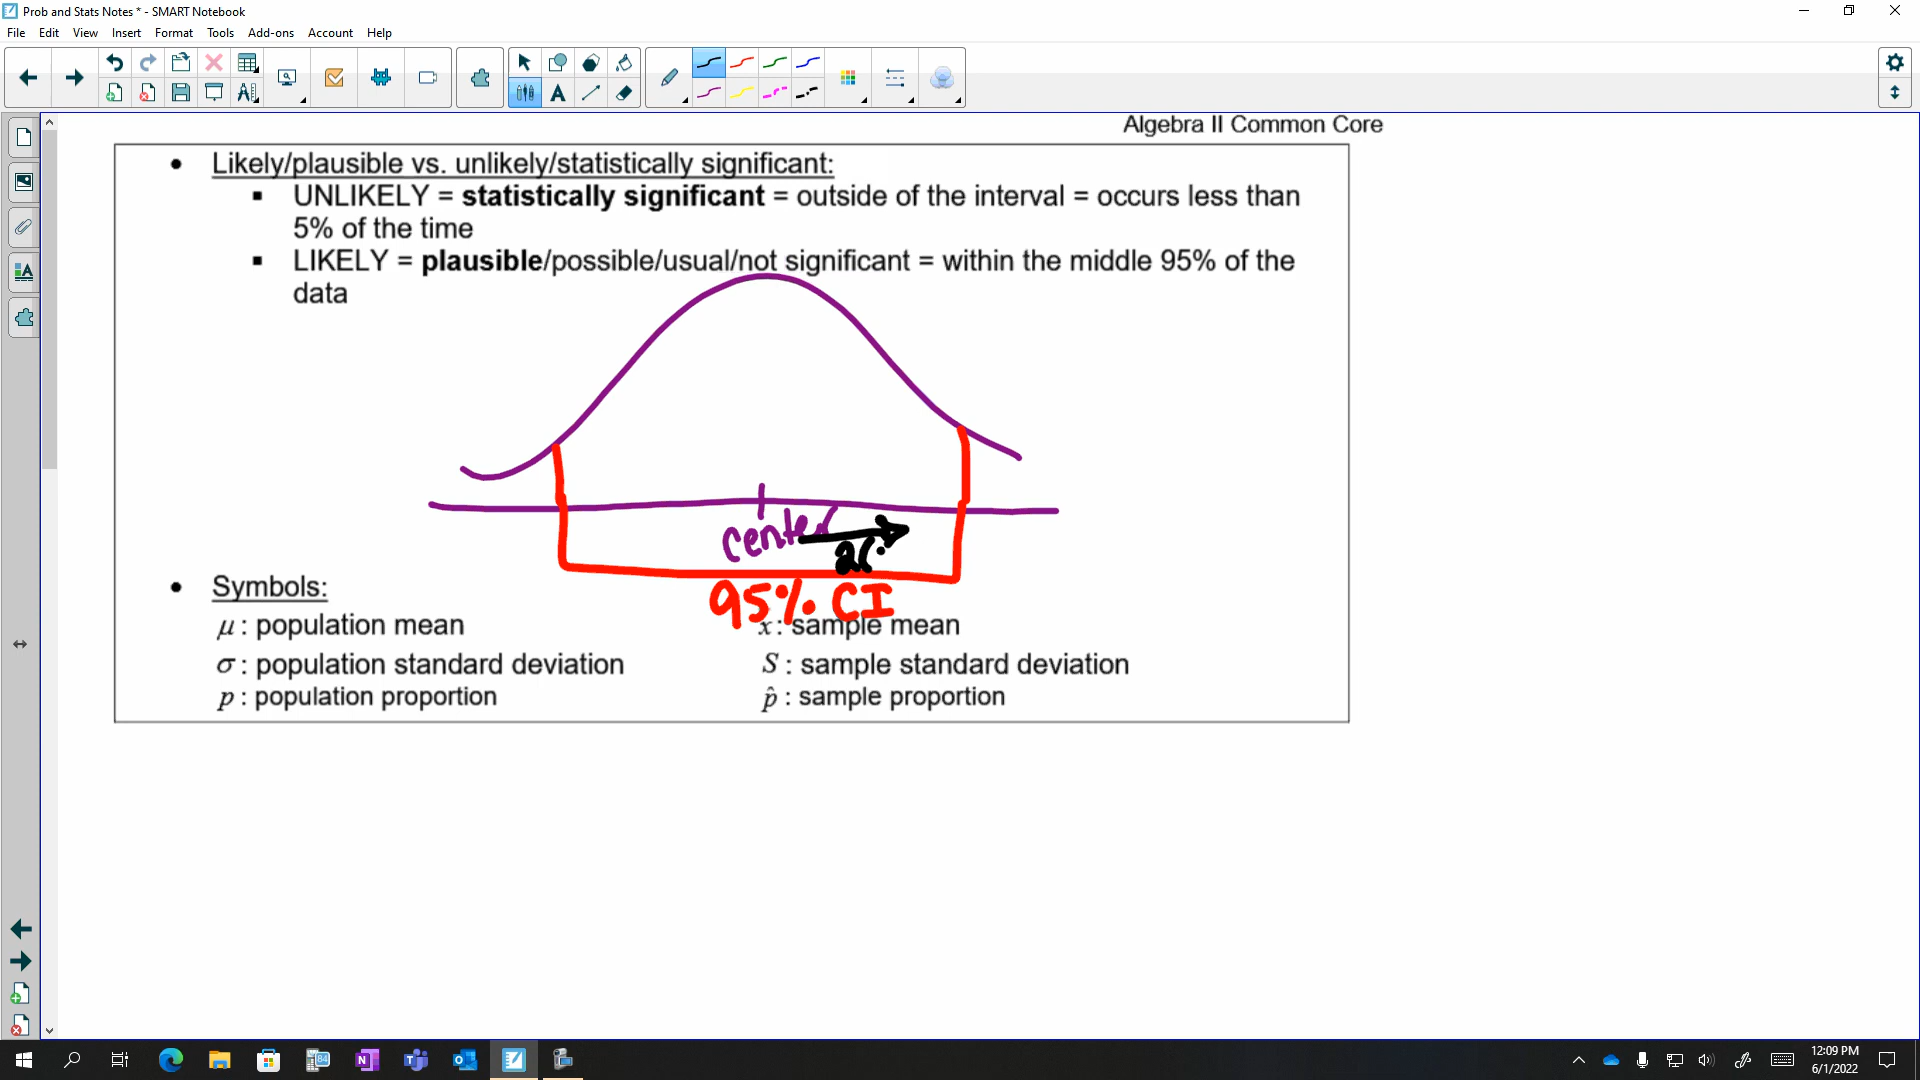 Prob and Stats Notes * - SMART Notebook
File Edit View Insert Format Tools Add-ons Account Help
Algebra II Common Core
• Likely/plausible vs. unlikely/statistically significant:
▪ UNLIKELY = statistically significant = outside of the interval = occurs less than
5% of the time
▪ LIKELY = plausible/possible/usual/not significant = within the middle 95% of the
data
center
95% CI
• Symbols:
μ : population mean x : sample mean
σ : population standard deviation S : sample standard deviation
p : population proportion p̂ : sample proportion
12:09 PM
6/1/2022